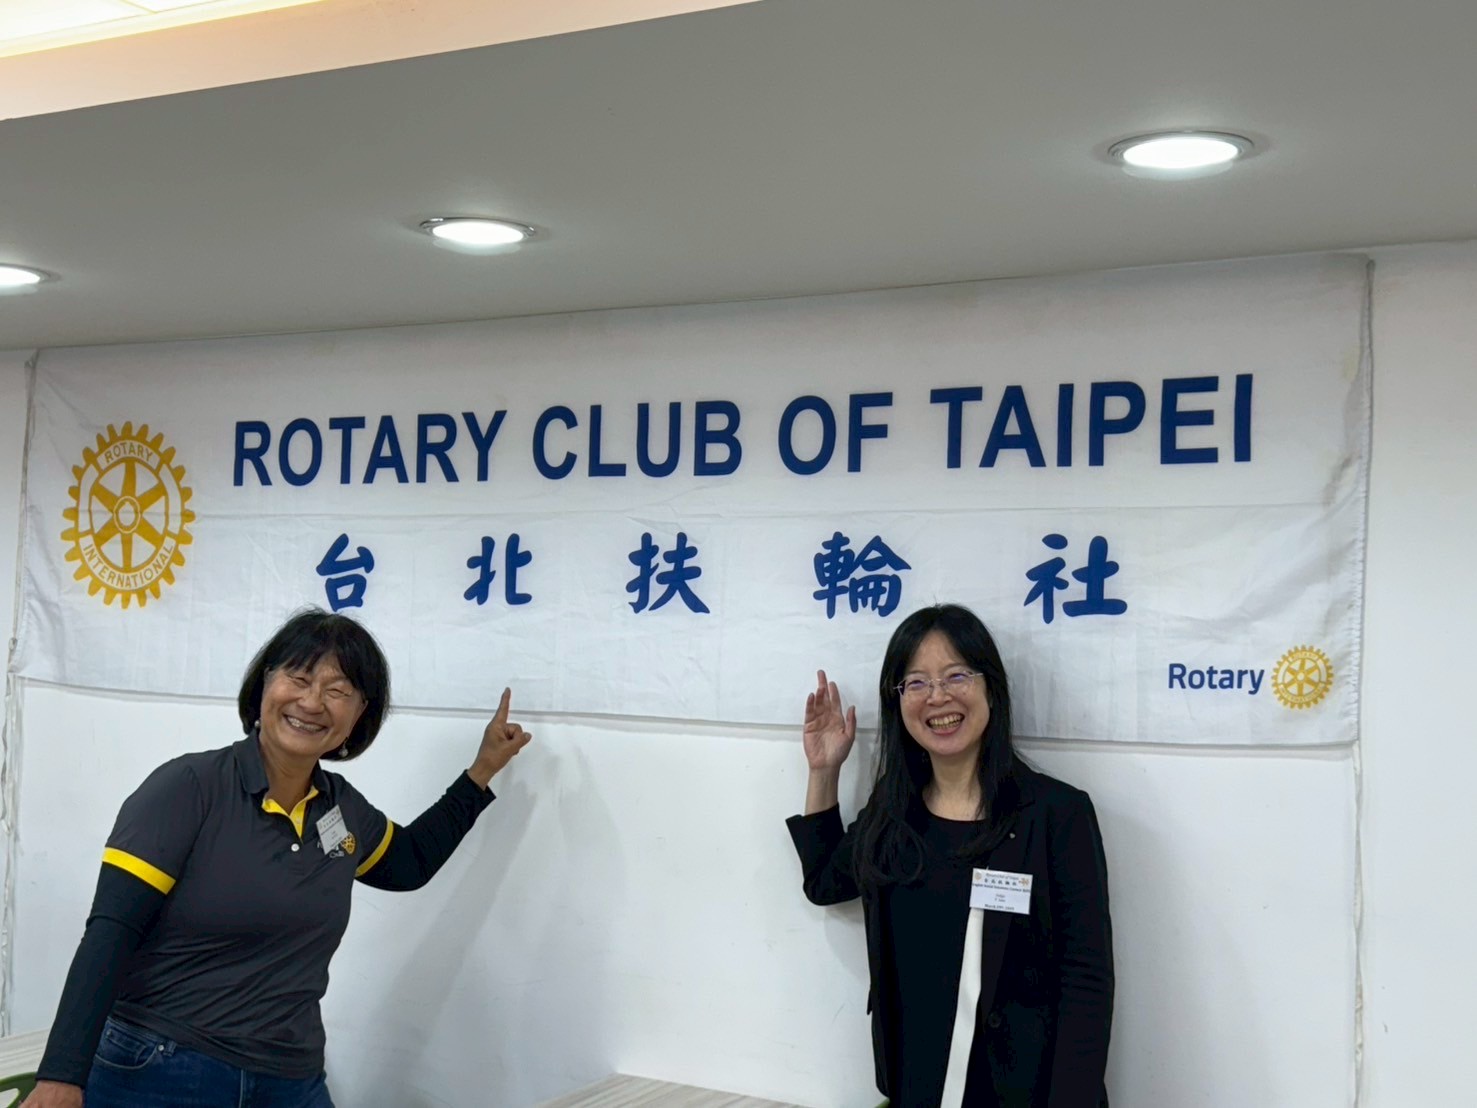 ROTARY CLUB OF TAIPEI
ROTARY
INTERNATIONAL
台北扶輪社
Rotary